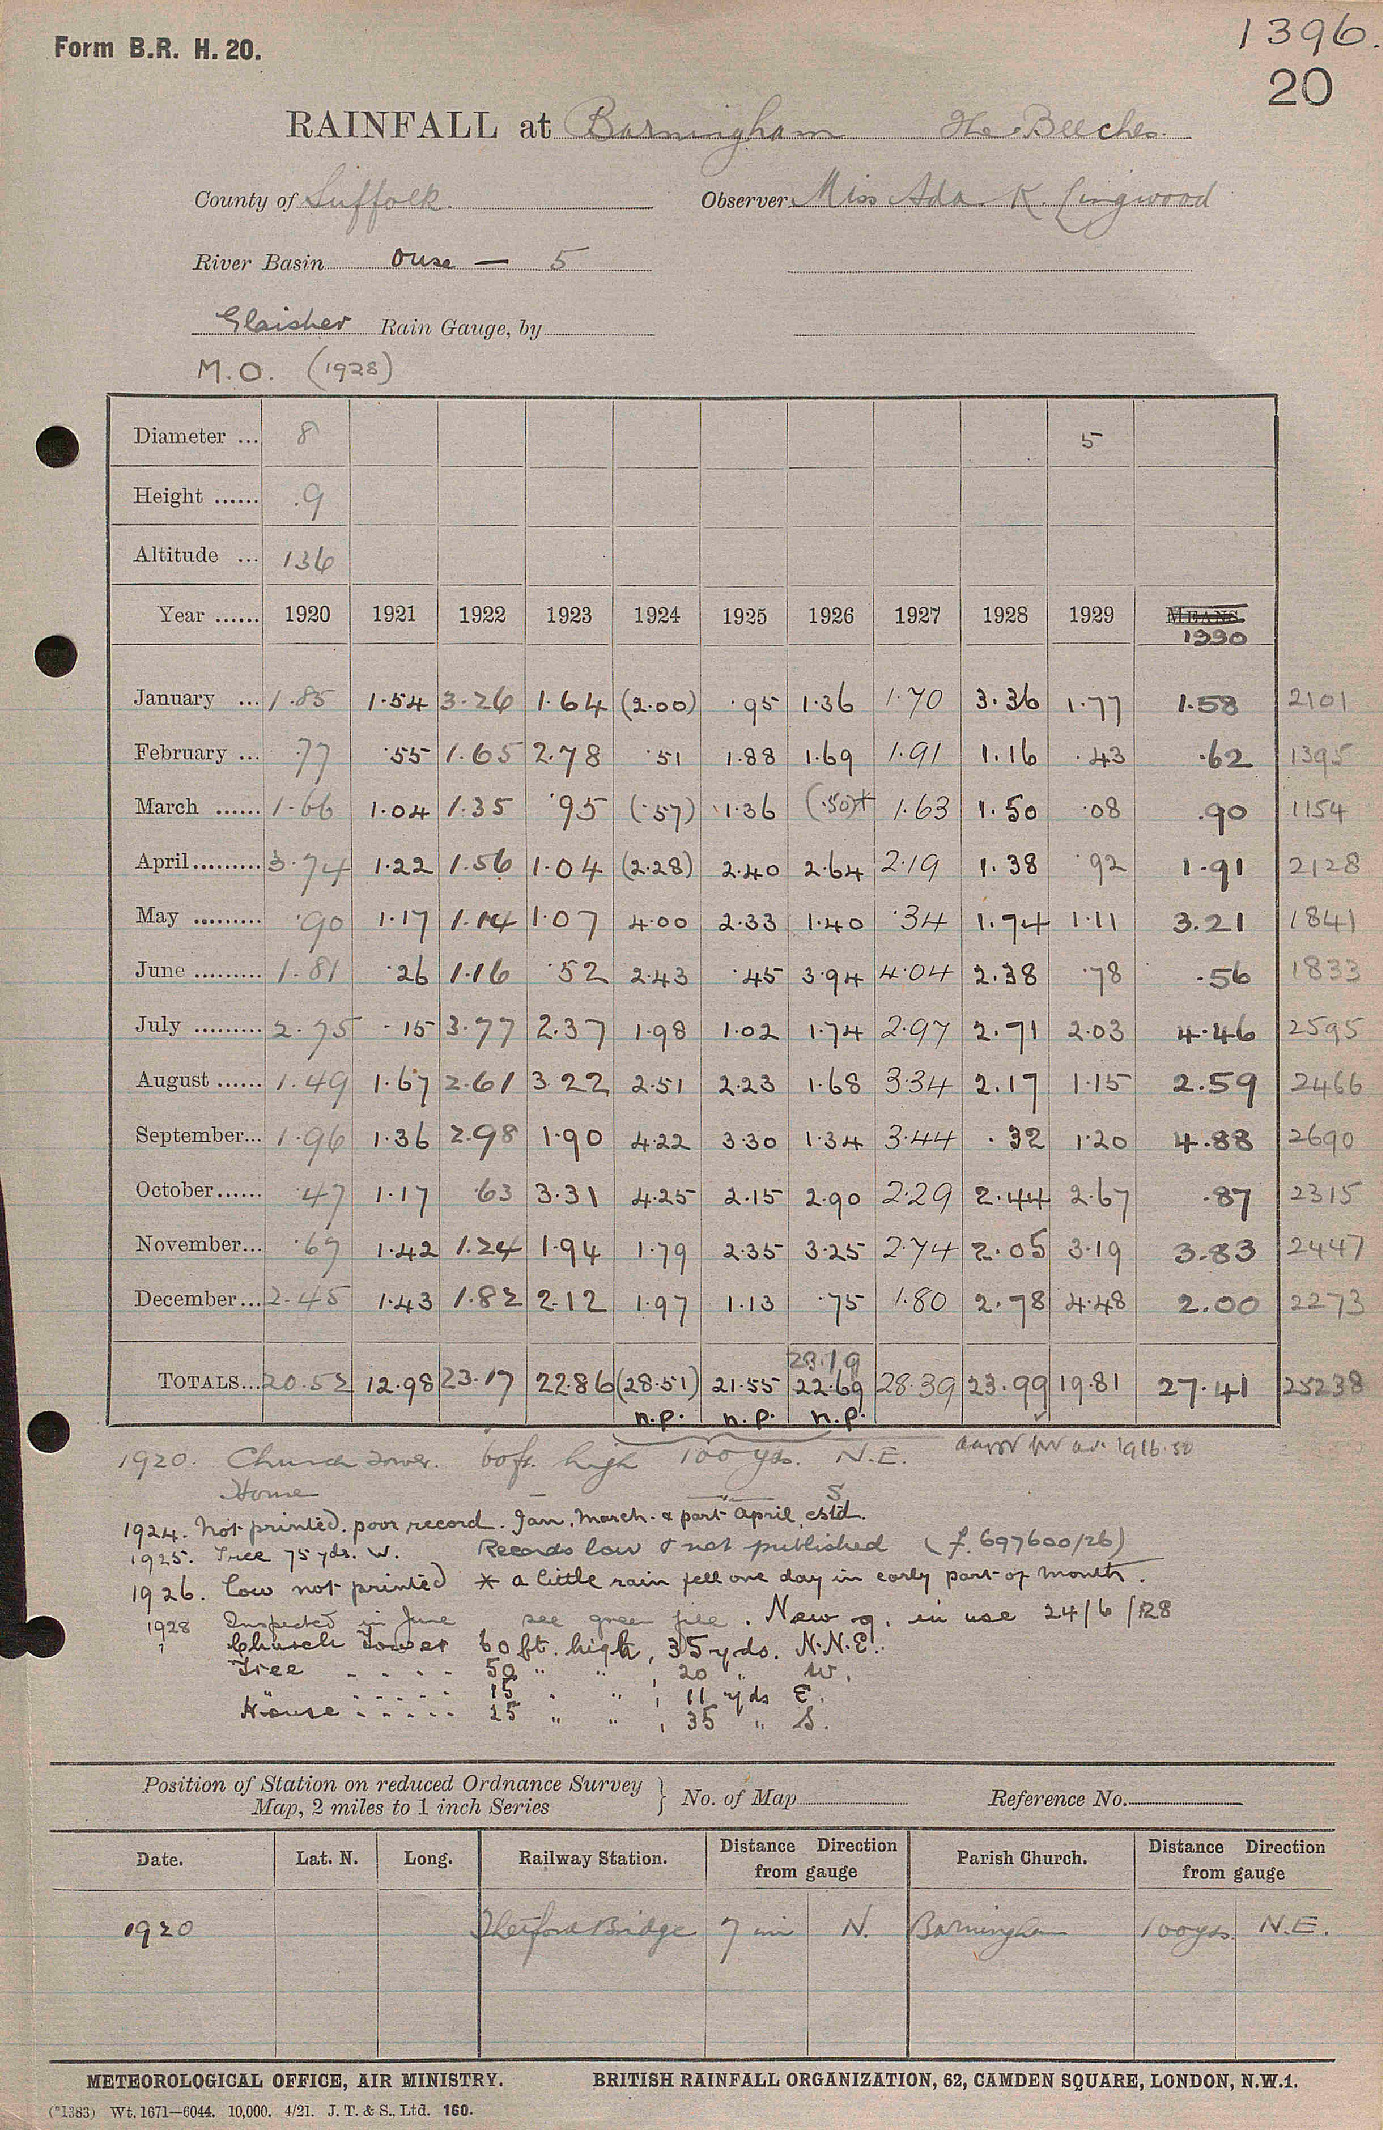 Form B.R. H. 20.
1396.
20
RAINFALL at Barningham The Beeches.
County of Suffolk. Observer Miss Ada K. Lingwood
River Basin Ouse — 5
Glaisher Rain Gauge, by
M.O. (1928)
Diameter ... 8 5
Height ...... .9
Altitude ... 136
Year ...... 1920 1921 1922 1923 1924 1925 1926 1927 1928 1929 MEANS.
1930
January ... 1.85 1.54 3.26 1.64 (2.00) .95 1.36 1.70 3.36 1.77 1.58 2101
February ... .77 .55 1.65 2.78 .51 1.88 1.69 1.91 1.16 .43 .62 1395
March ...... 1.66 1.04 1.35 .95 (.57) 1.36 (.50)* 1.63 1.50 .08 .90 1154
April ......... 3.74 1.22 1.56 1.04 (2.28) 2.40 2.64 2.19 1.38 .92 1.91 2128
May ......... .90 1.17 1.14 1.07 4.00 2.33 1.40 .34 1.74 1.11 3.21 1841
June ......... 1.81 .26 1.16 .52 2.43 .45 3.94 4.04 2.38 .78 .56 1833
July ......... 2.75 .15 3.77 2.37 1.98 1.02 1.74 2.97 2.71 2.03 4.46 2595
August ...... 1.49 1.67 2.61 3.22 2.51 2.23 1.68 3.34 2.17 1.15 2.59 2466
September... 1.96 1.36 2.98 1.90 4.22 3.30 1.34 3.44 .32 1.20 4.88 2690
October...... .47 1.17 .63 3.31 4.25 2.15 2.90 2.29 2.44 2.67 .87 2315
November... .67 1.42 1.24 1.94 1.79 2.35 3.25 2.74 2.05 3.19 3.83 2447
December... 2.45 1.43 1.82 2.12 1.97 1.13 .75 1.80 2.78 4.48 2.00 2273
23.19
TOTALS... 20.52 12.98 23.17 22.86 (28.51) 21.55 22.69 28.39 23.99 19.81 27.41 25238
n.p. n.p. n.p.
1920. Church Tower. 60ft. high 100 yds. N.E. 1916-50
House — — " — S
1924. Not printed. poor record. Jan, March. & part April, estd.
1925. Tree 75 yds. W. Records low & not published (f. 697600/26)
1926. Low not printed * a little rain fell one day in early part of month.
1928 Inspected in June see green file. New g. in use 24/6/28
Church Tower 60 ft. high, 35 yds. N.N.E.
Tree - - - - 50 " " , 20 " W.
" - - - - 15 " " , 11 yds E.
House - - - - 25 " " , 35 " S.
Position of Station on reduced Ordnance Survey
Map, 2 miles to 1 inch Series } No. of Map Reference No.
Date. Lat. N. Long. Railway Station. Distance Direction from gauge Parish Church. Distance Direction from gauge
1920 Thetford Bridge 7 mi N. Barningham 100 yds. N.E.
METEOROLOGICAL OFFICE, AIR MINISTRY. BRITISH RAINFALL ORGANIZATION, 62, CAMDEN SQUARE, LONDON, N.W.1.
(*1383) Wt. 1671—6044. 10,000. 4/21. J. T. & S., Ltd. 160.